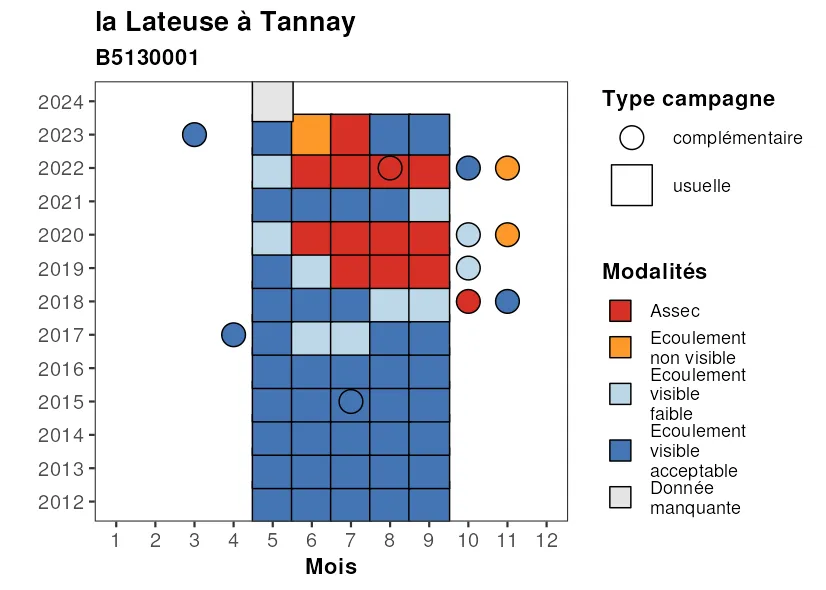 la Lateuse à Tannay
B5130001
2024
2023
2022
2021
2020
2019
2018
2017
2016
2015
2014
2013
2012
1 2 3 4 5 6 7 8 9 10 11 12
Mois
Type campagne
complémentaire
usuelle
Modalités
Assec
Ecoulement
non visible
Ecoulement
visible
faible
Ecoulement
visible
acceptable
Donnée
manquante